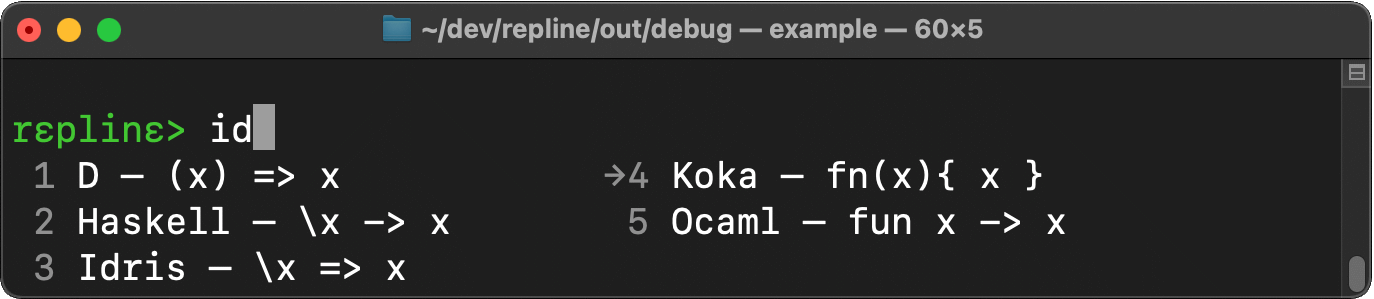 ~/dev/repline/out/debug — example — 60×5
rεplinε> id
1 D — (x) => x →4 Koka — fn(x){ x }
2 Haskell — \x -> x 5 Ocaml — fun x -> x
3 Idris — \x => x